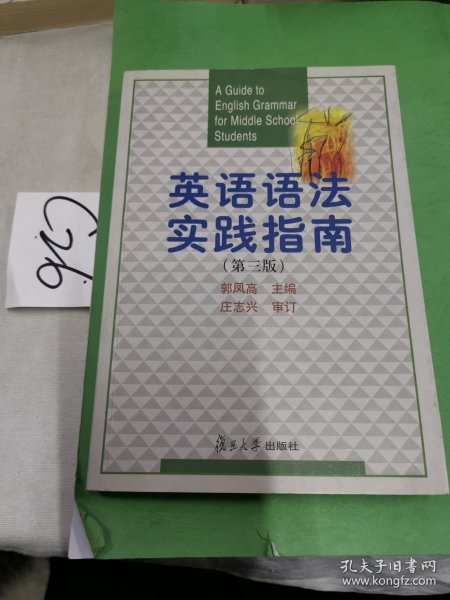 A Guide to
English Grammar
for Middle School
Students
英语语法
实践指南
(第三版)
郭凤高 主编
庄志兴 审订
復旦大學出版社
孔夫子旧书网
www.kongfz.com